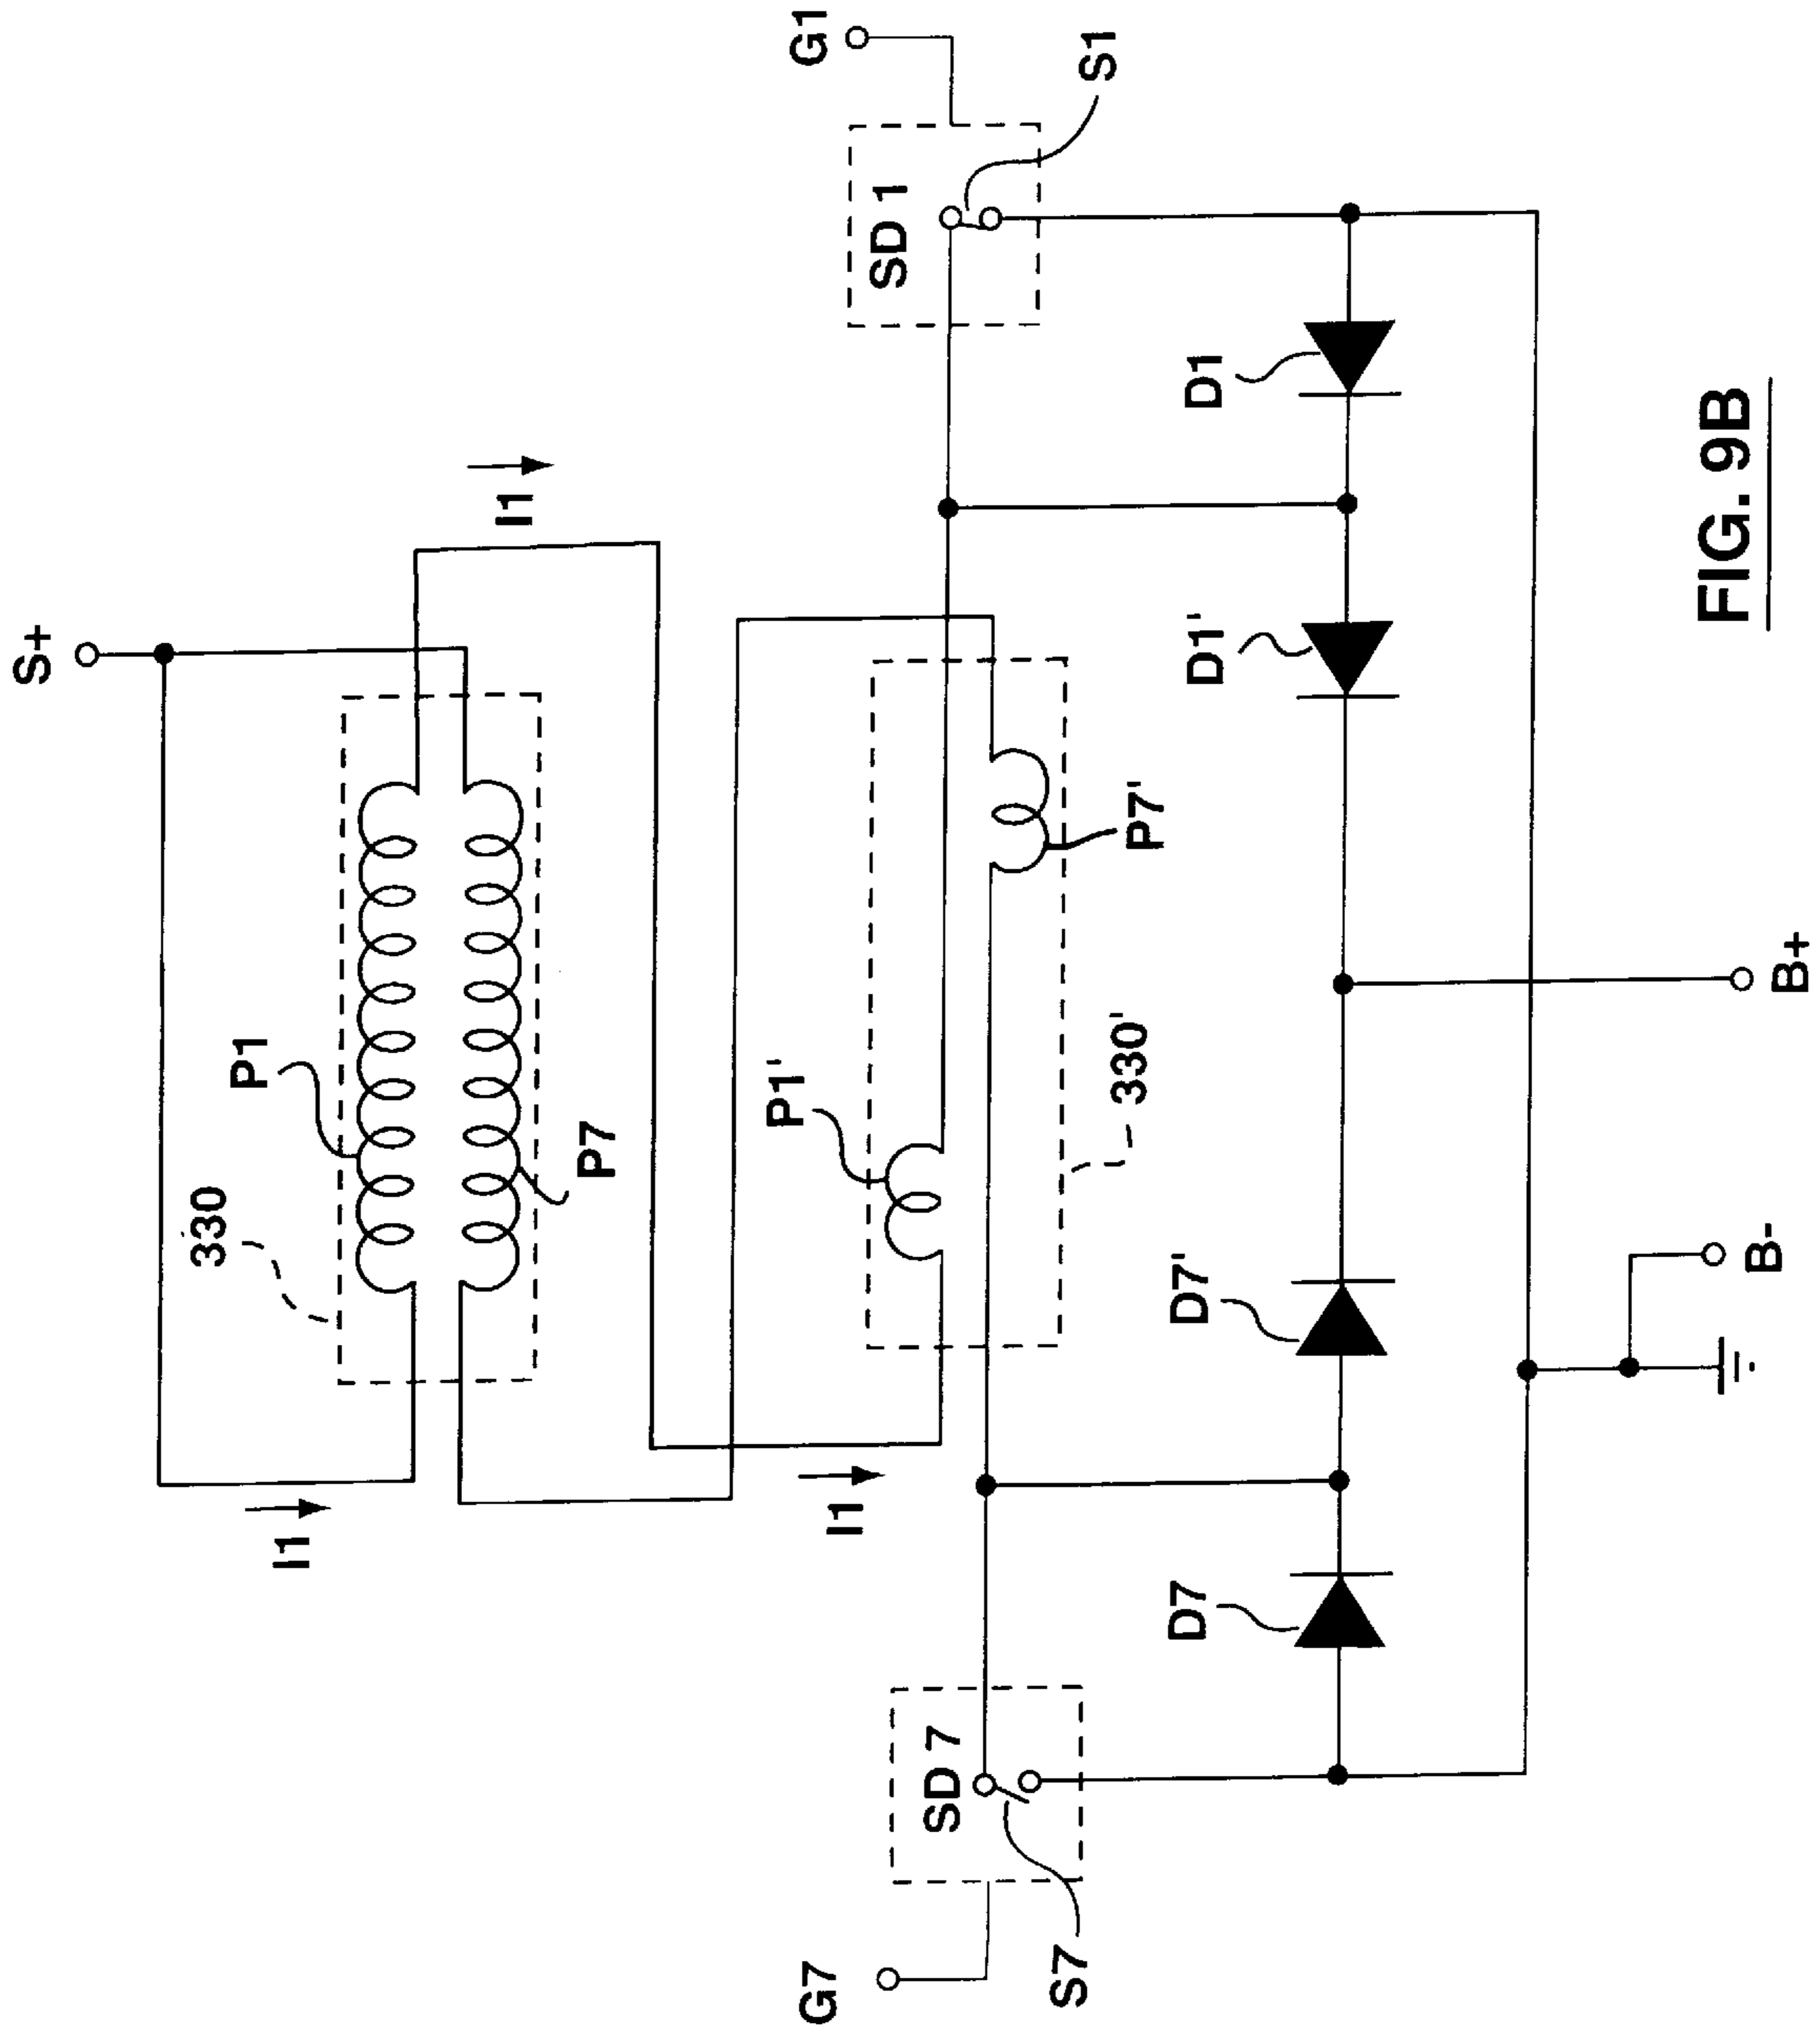 S+
I1
330
P1
P7
I1
I1
P1'
P7'
330'
G1
SD 1
S1
G7
SD 7
S7
D7
D7'
D1'
D1
B-
B+
FIG. 9B